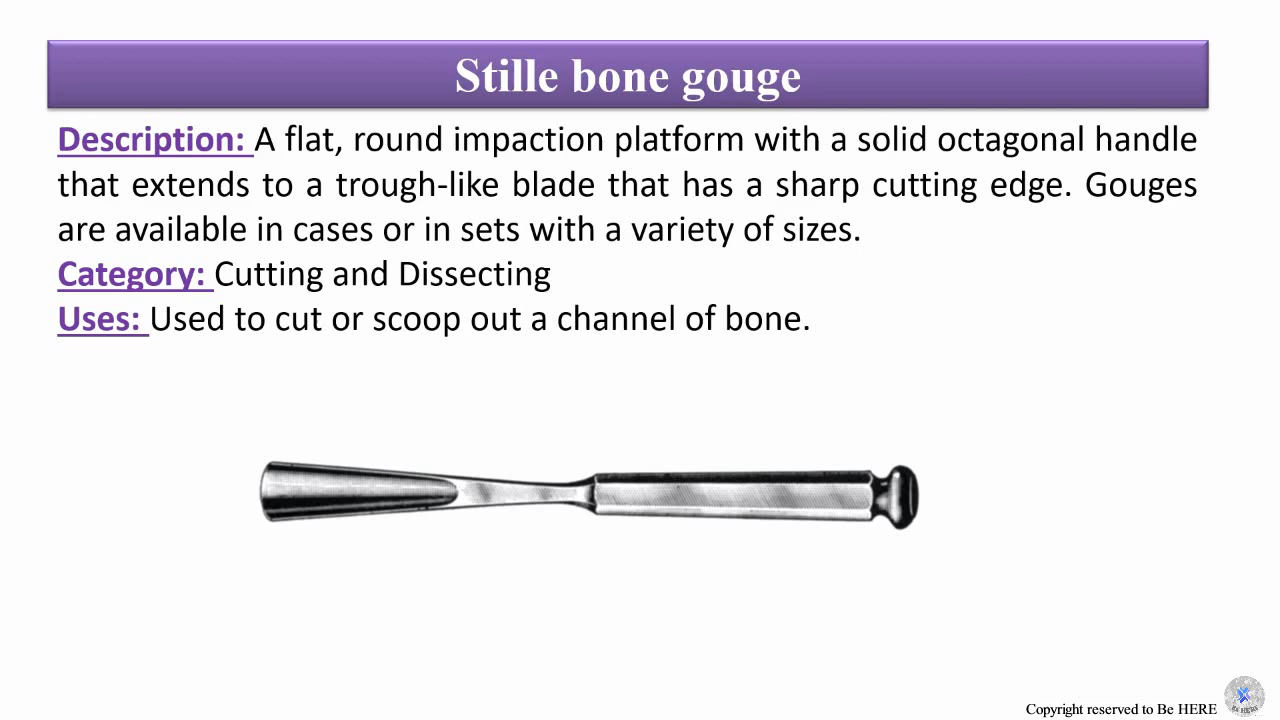 Stille bone gouge
Description: A flat, round impaction platform with a solid octagonal handle
that extends to a trough-like blade that has a sharp cutting edge. Gouges
are available in cases or in sets with a variety of sizes.
Category: Cutting and Dissecting
Uses: Used to cut or scoop out a channel of bone.
Copyright reserved to Be HERE
Be HERE